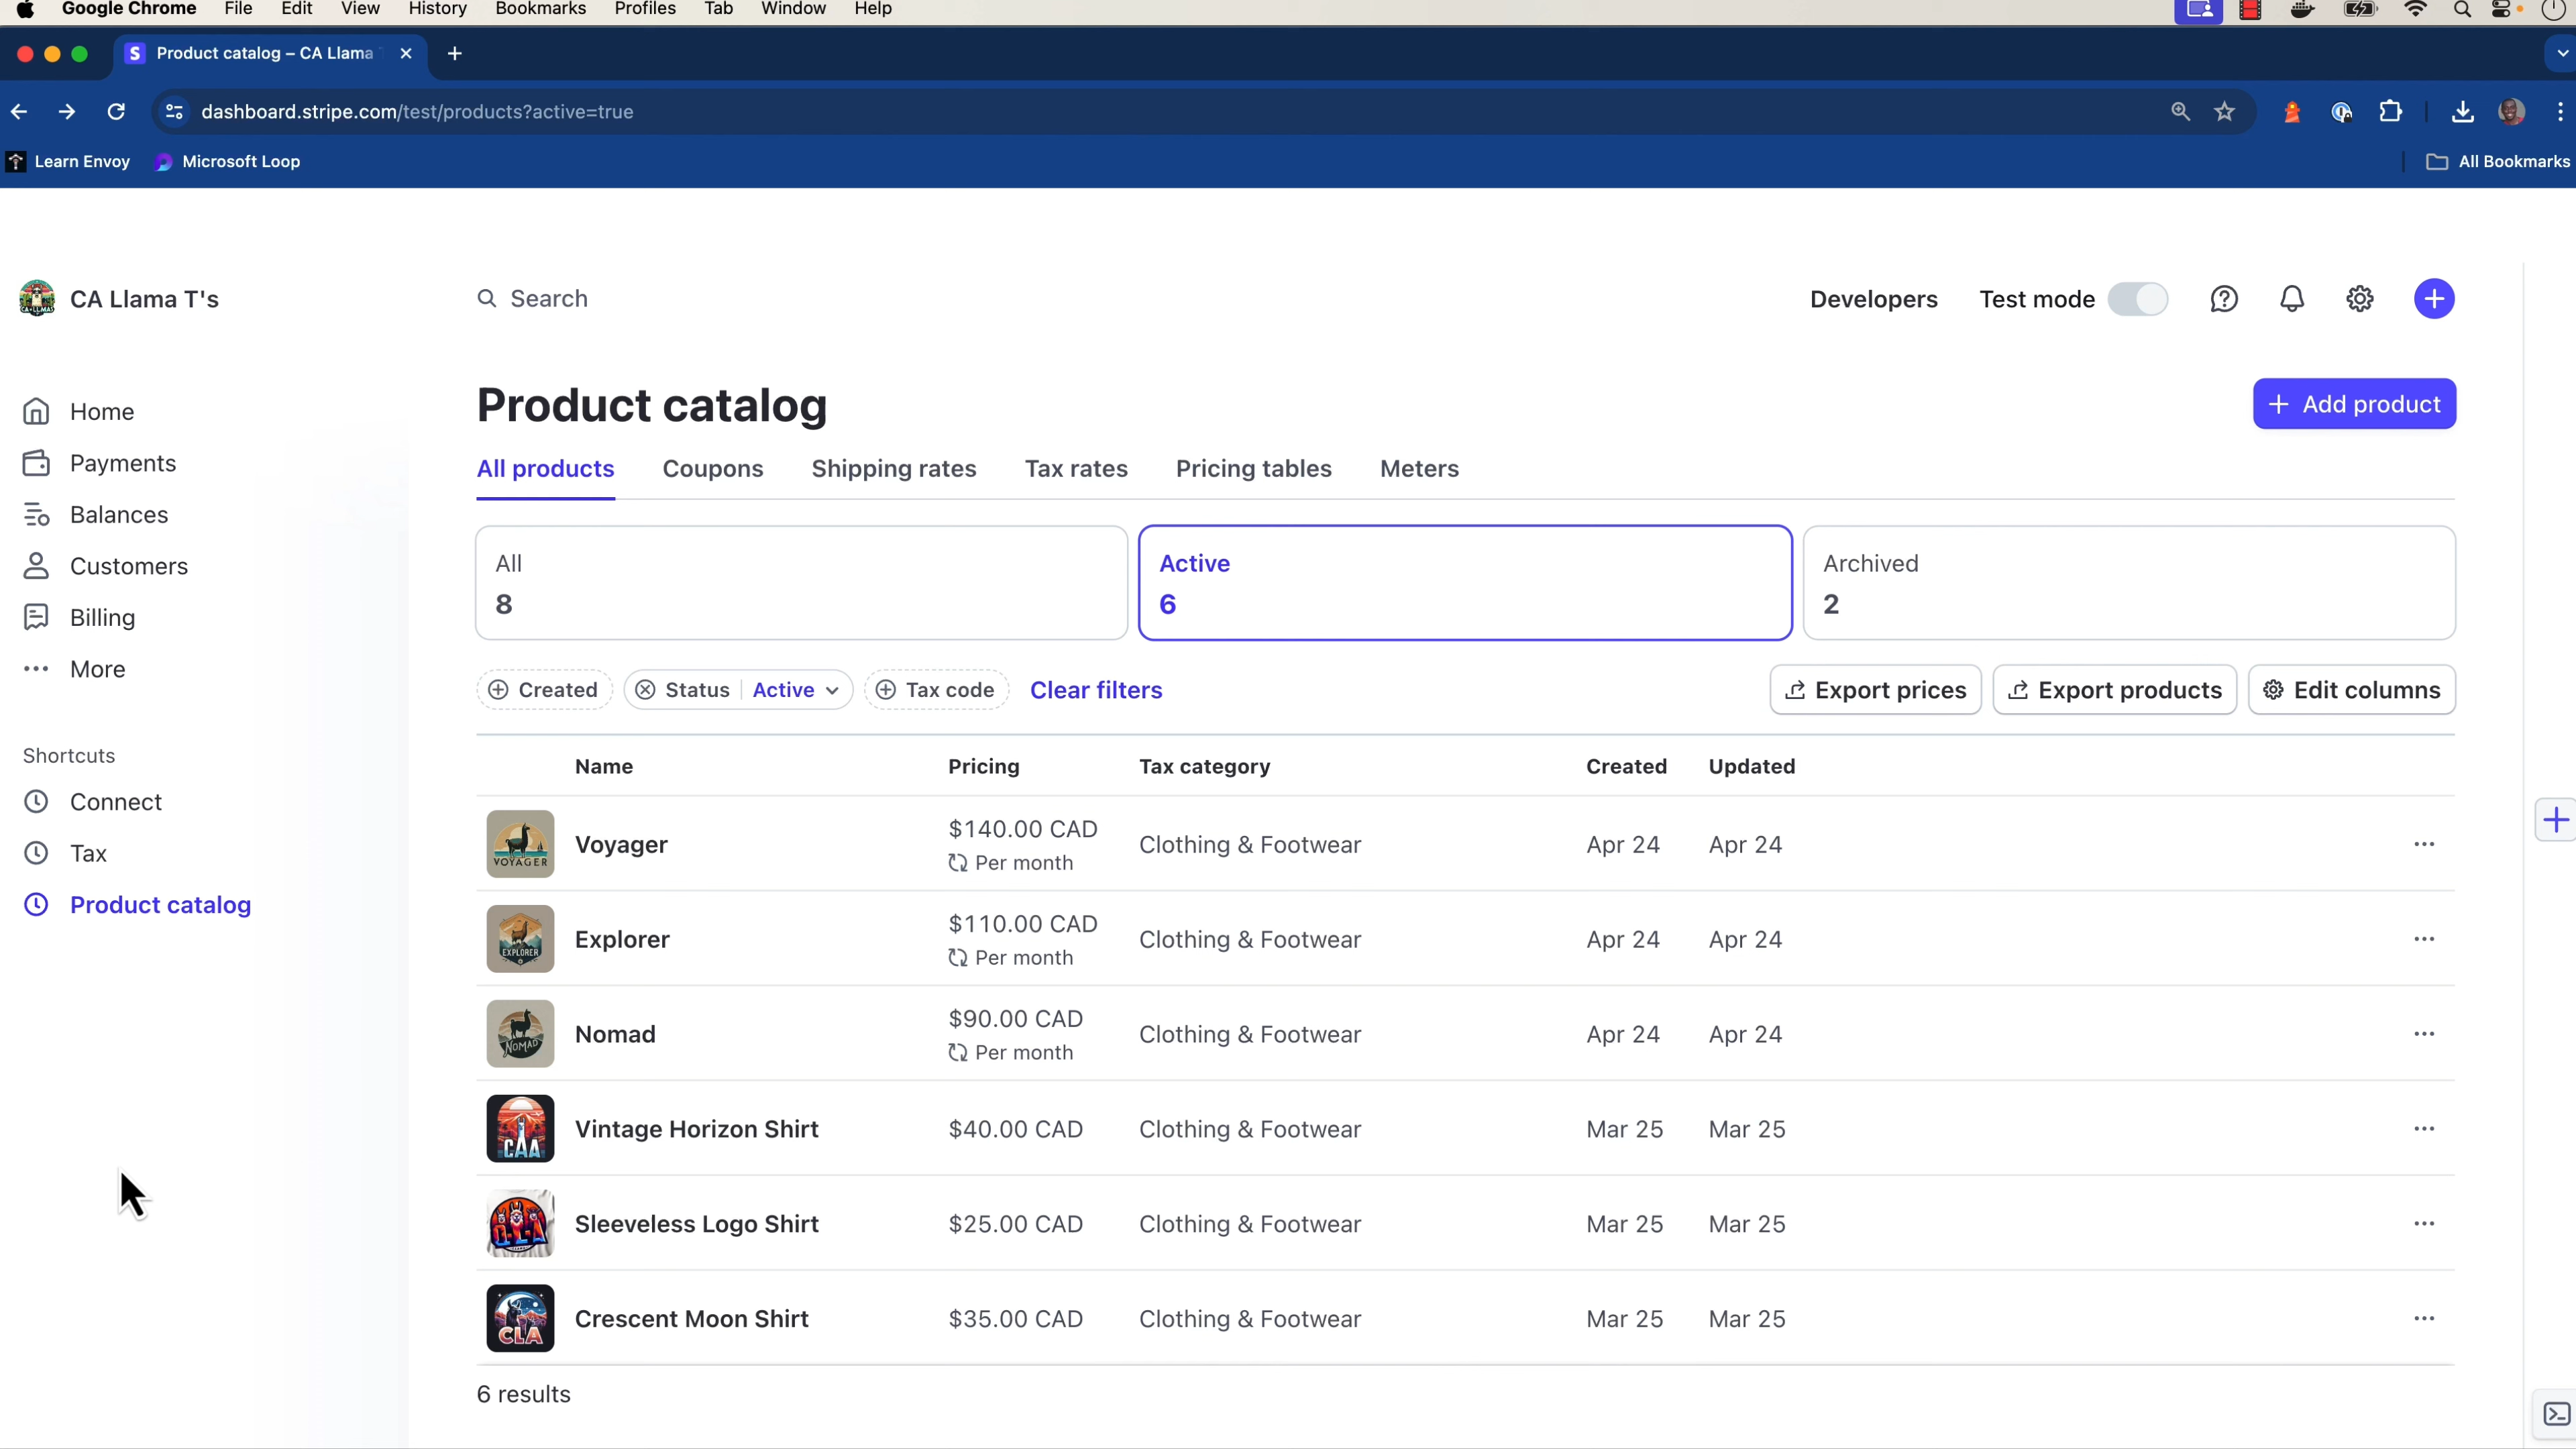 Google Chrome File Edit View History Bookmarks Profiles Tab Window Help
Product catalog – CA Llama
dashboard.stripe.com/test/products?active=true
Learn Envoy Microsoft Loop All Bookmarks
CA Llama T's Search Developers Test mode
Product catalog Add product
Home
Payments
Balances
Customers
Billing
More
Shortcuts
Connect
Tax
Product catalog
All products Coupons Shipping rates Tax rates Pricing tables Meters
All Active Archived
8 6 2
Created Status Active Tax code Clear filters Export prices Export products Edit columns
Name Pricing Tax category Created Updated
VOYAGER Voyager $140.00 CAD Clothing & Footwear Apr 24 Apr 24
Per month
EXPLORER Explorer $110.00 CAD Clothing & Footwear Apr 24 Apr 24
Per month
NOMAD Nomad $90.00 CAD Clothing & Footwear Apr 24 Apr 24
Per month
CAA Vintage Horizon Shirt $40.00 CAD Clothing & Footwear Mar 25 Mar 25
Sleeveless Logo Shirt $25.00 CAD Clothing & Footwear Mar 25 Mar 25
CLA Crescent Moon Shirt $35.00 CAD Clothing & Footwear Mar 25 Mar 25
6 results